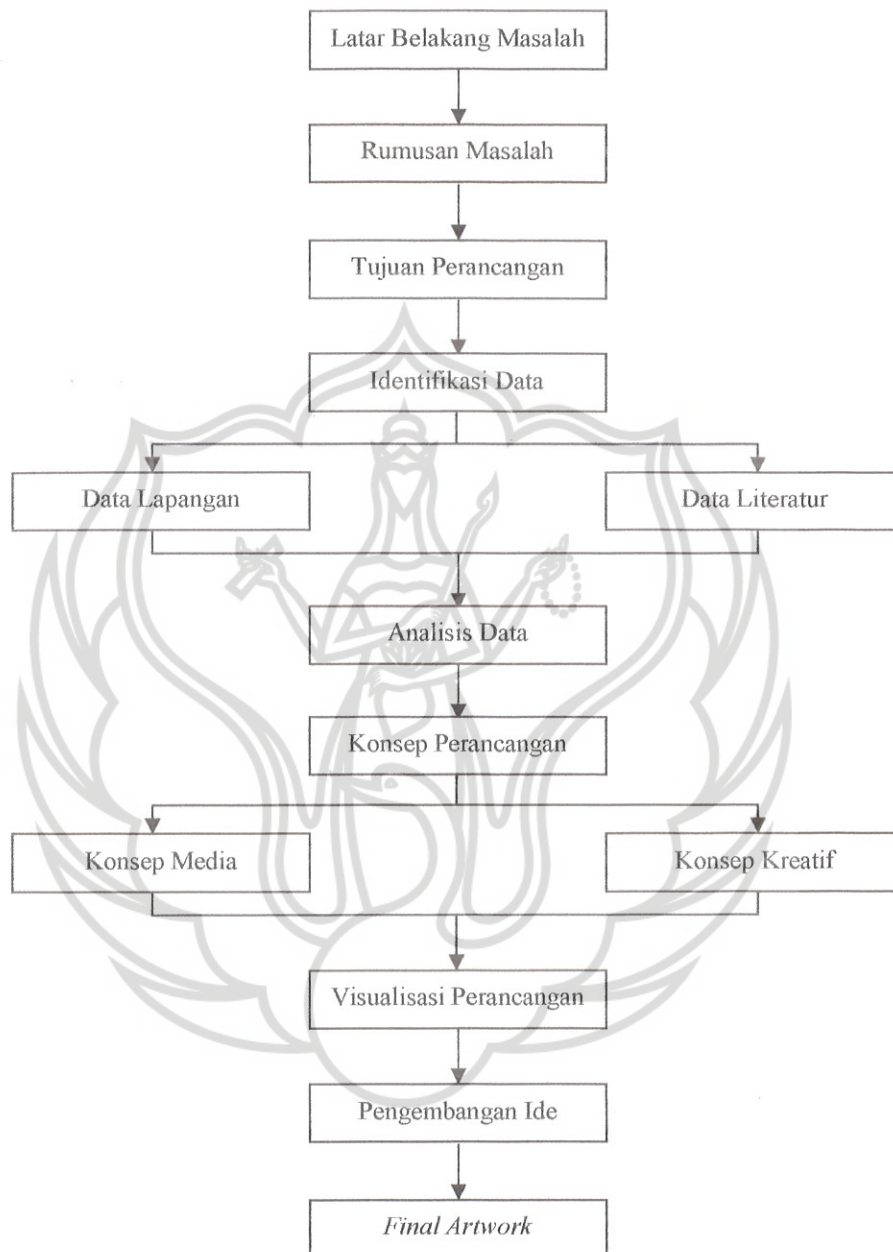 Latar Belakang Masalah
Rumusan Masalah
Tujuan Perancangan
Identifikasi Data
Data Lapangan
Data Literatur
Analisis Data
Konsep Perancangan
Konsep Media
Konsep Kreatif
Visualisasi Perancangan
Pengembangan Ide
Final Artwork